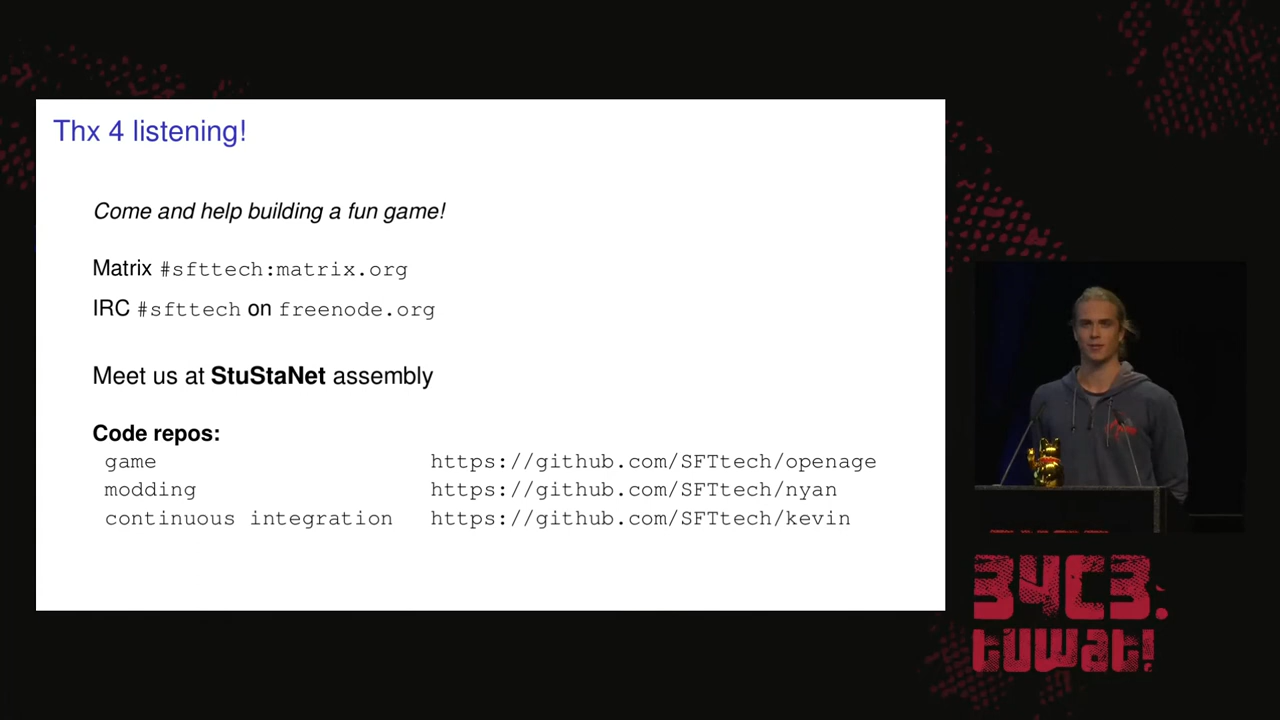 Thx 4 listening!
Come and help building a fun game!
Matrix #sfttech:matrix.org
IRC #sfttech on freenode.org
Meet us at StuStaNet assembly
Code repos:
game https://github.com/SFTtech/openage
modding https://github.com/SFTtech/nyan
continuous integration https://github.com/SFTtech/kevin
34C3.
tuwat!